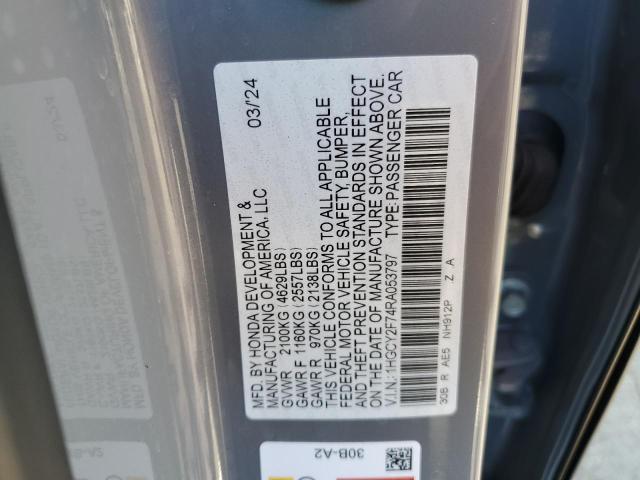 03/'24
MFD. BY HONDA DEVELOPMENT &
MANUFACTURING OF AMERICA, LLC
GVWR 2100KG (4629LBS)
GAWR F 1160KG (2557LBS)
GAWR R 970KG (2138LBS)
THIS VEHICLE CONFORMS TO ALL APPLICABLE
FEDERAL MOTOR VEHICLE SAFETY, BUMPER,
AND THEFT PREVENTION STANDARDS IN EFFECT
ON THE DATE OF MANUFACTURE SHOWN ABOVE.
V.I.N.: 1HGCY2F74RA053797 TYPE: PASSENGER CAR
30B R AE5 NH912P Z A
30B-A2